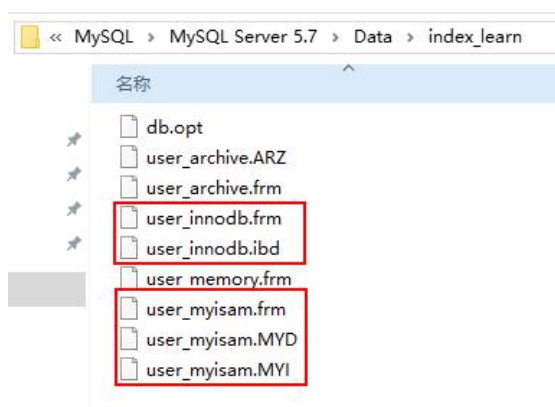 « MySQL > MySQL Server 5.7 > Data > index_learn
名称
db.opt
user_archive.ARZ
user_archive.frm
user_innodb.frm
user_innodb.ibd
user_memory.frm
user_myisam.frm
user_myisam.MYD
user_myisam.MYI